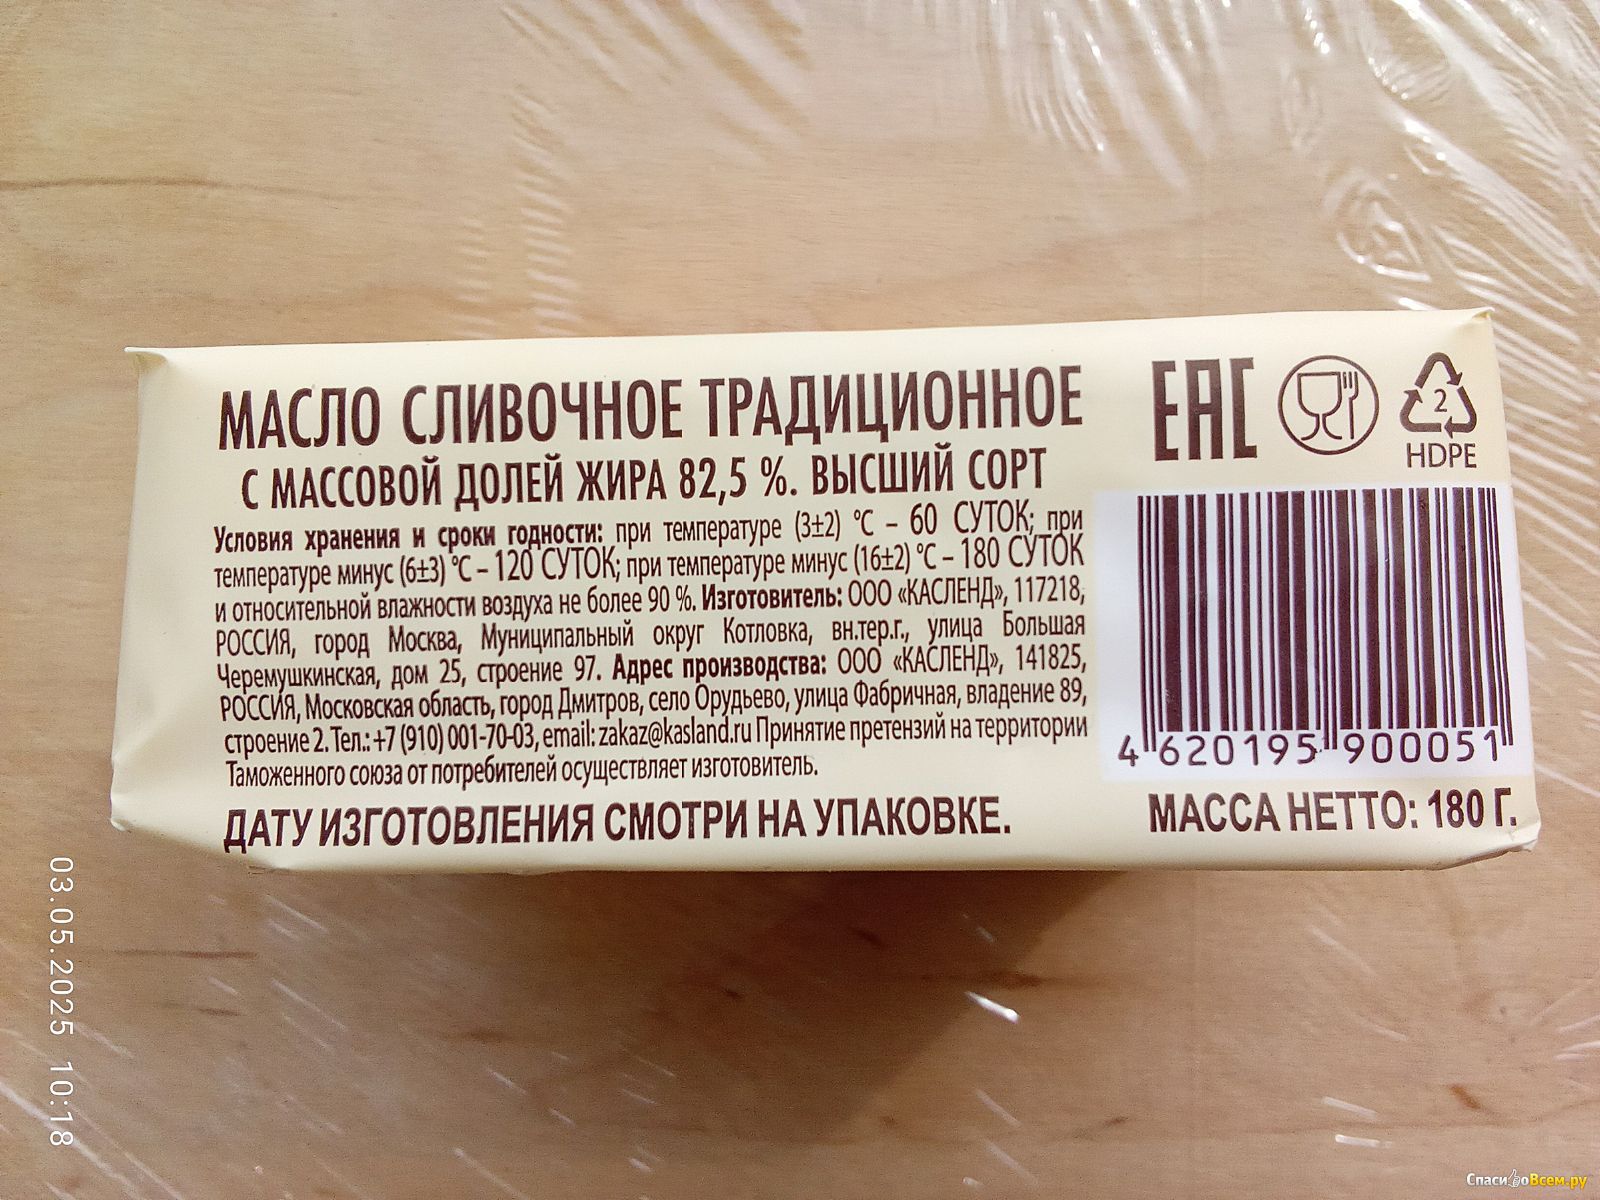 МАСЛО СЛИВОЧНОЕ ТРАДИЦИОННОЕ
С МАССОВОЙ ДОЛЕЙ ЖИРА 82,5 %. ВЫСШИЙ СОРТ
Условия хранения и сроки годности: при температуре (3±2) °С – 60 СУТОК; при
температуре минус (6±3) °С – 120 СУТОК; при температуре минус (16±2) °С – 180 СУТОК
и относительной влажности воздуха не более 90 %. Изготовитель: ООО «КАСЛЕНД», 117218,
РОССИЯ, город Москва, Муниципальный округ Котловка, вн.тер.г., улица Большая
Черемушкинская, дом 25, строение 97. Адрес производства: ООО «КАСЛЕНД», 141825,
РОССИЯ, Московская область, город Дмитров, село Орудьево, улица Фабричная, владение 89,
строение 2. Тел.: +7 (910) 001-70-03, email: zakaz@kasland.ru Принятие претензий на территории
Таможенного союза от потребителей осуществляет изготовитель.
ДАТУ ИЗГОТОВЛЕНИЯ СМОТРИ НА УПАКОВКЕ.
ЕАС
2
HDPE
4 620195 900051
МАССА НЕТТО: 180 Г.
03.05.2025 10:18
СпасибоВсем.ру